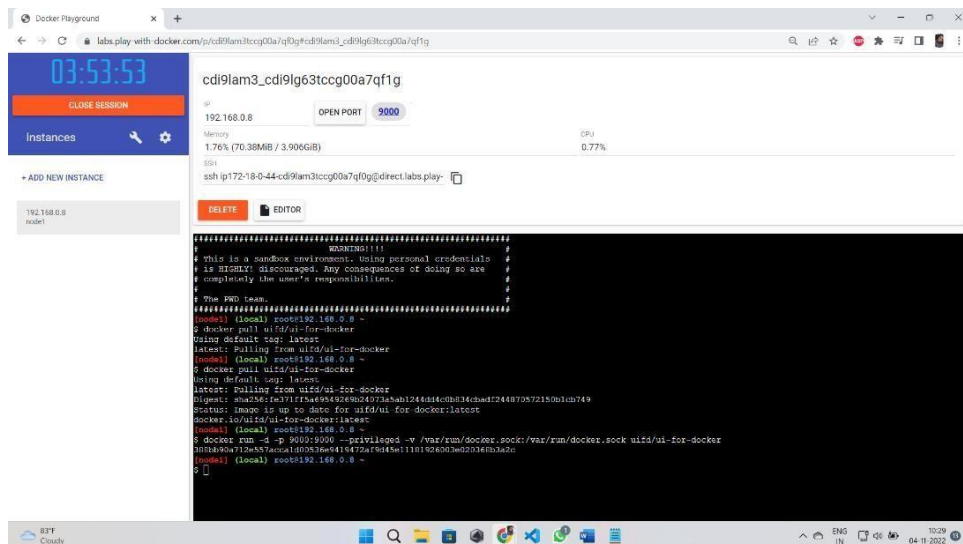 Docker Playground
labs.play-with-docker.com/p/cdi9lam3tccg00a7qf0g#cdi9lam3_cdi9lg63tccg00a7qf1g
03:53:53
CLOSE SESSION
Instances
+ ADD NEW INSTANCE
192.168.0.8
node1
cdi9lam3_cdi9lg63tccg00a7qf1g
IP
192.168.0.8
OPEN PORT
9000
Memory
1.76% (70.38MiB / 3.906GiB)
CPU
0.77%
SSH
ssh ip172-18-0-44-cdi9lam3tccg00a7qf0g@direct.labs.play-
DELETE
EDITOR
###############################################################
# WARNING!!!! #
# This is a sandbox environment. Using personal credentials #
# is HIGHLY! discouraged. Any consequences of doing so are #
# completely the user's responsibilites. #
# #
# The PWD team. #
###############################################################
[node1] (local) root@192.168.0.8 ~
$ docker pull uifd/ui-for-docker
Using default tag: latest
latest: Pulling from uifd/ui-for-docker
[node1] (local) root@192.168.0.8 ~
$ docker pull uifd/ui-for-docker
Using default tag: latest
latest: Pulling from uifd/ui-for-docker
Digest: sha256:fe371ff5a69549269b24073a5ab1244dd4c0b834cbadf244870572150b1cb749
Status: Image is up to date for uifd/ui-for-docker:latest
docker.io/uifd/ui-for-docker:latest
[node1] (local) root@192.168.0.8 ~
$ docker run -d -p 9000:9000 --privileged -v /var/run/docker.sock:/var/run/docker.sock uifd/ui-for-docker
[node1] (local) root@192.168.0.8 ~
$
83°F
Cloudy
ENG
IN
10:29
04-11-2022